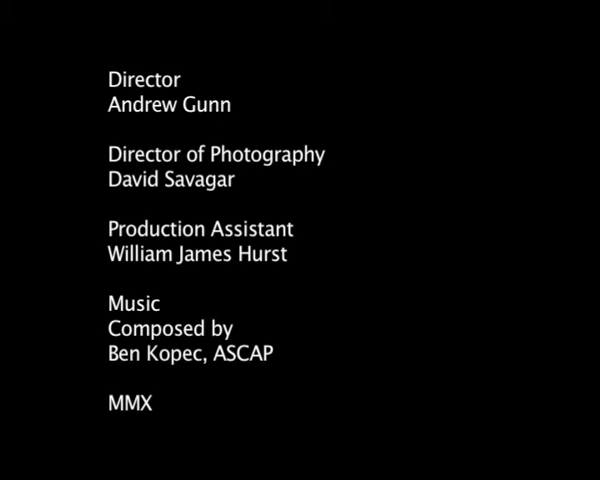 Director
Andrew Gunn
Director of Photography
David Savagar
Production Assistant
William James Hurst
Music
Composed by
Ben Kopec, ASCAP
MMX